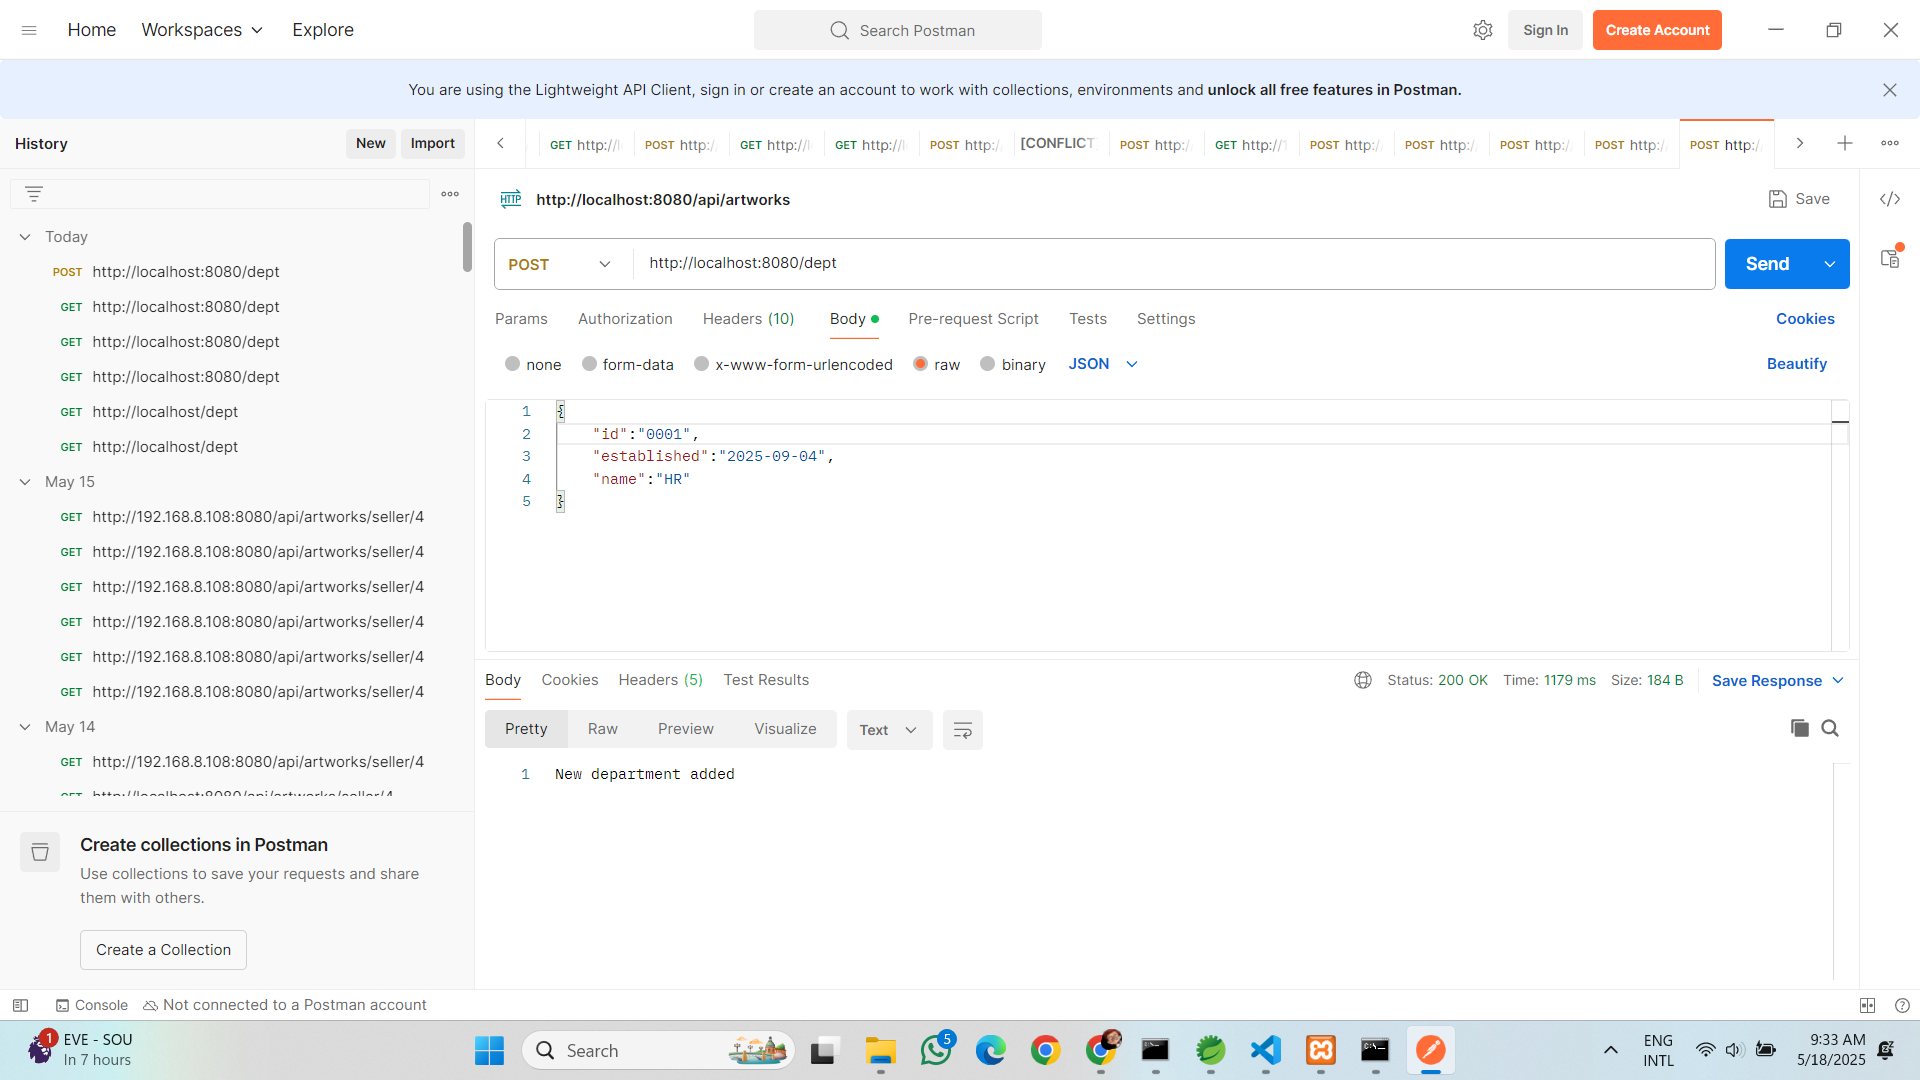 Home
Workspaces
Explore
Search Postman
Sign In
Create Account
You are using the Lightweight API Client, sign in or create an account to work with collections, environments and unlock all free features in Postman.
History
New
Import
GET http://l
POST http:/
GET http://l
GET http://l
POST http:/
[CONFLICT
POST http:/
GET http://1
POST http:/
POST http:/
POST http:/
POST http:/
POST http:/
HTTP http://localhost:8080/api/artworks
Save
Today
POST http://localhost:8080/dept
GET http://localhost:8080/dept
GET http://localhost:8080/dept
GET http://localhost:8080/dept
GET http://localhost/dept
GET http://localhost/dept
May 15
GET http://192.168.8.108:8080/api/artworks/seller/4
GET http://192.168.8.108:8080/api/artworks/seller/4
GET http://192.168.8.108:8080/api/artworks/seller/4
GET http://192.168.8.108:8080/api/artworks/seller/4
GET http://192.168.8.108:8080/api/artworks/seller/4
GET http://192.168.8.108:8080/api/artworks/seller/4
May 14
GET http://192.168.8.108:8080/api/artworks/seller/4
GET http://localhost:8080/api/artworks/seller/4
Create collections in Postman
Use collections to save your requests and share
them with others.
Create a Collection
POST
http://localhost:8080/dept
Send
Params
Authorization
Headers (10)
Body
Pre-request Script
Tests
Settings
Cookies
none
form-data
x-www-form-urlencoded
raw
binary
JSON
Beautify
1 {
2 "id":"0001",
3 "established":"2025-09-04",
4 "name":"HR"
5 }
Body
Cookies
Headers (5)
Test Results
Status: 200 OK
Time: 1179 ms
Size: 184 B
Save Response
Pretty
Raw
Preview
Visualize
Text
1 New department added
Console
Not connected to a Postman account
1
EVE - SOU
In 7 hours
Search
5
ENG
INTL
9:33 AM
5/18/2025